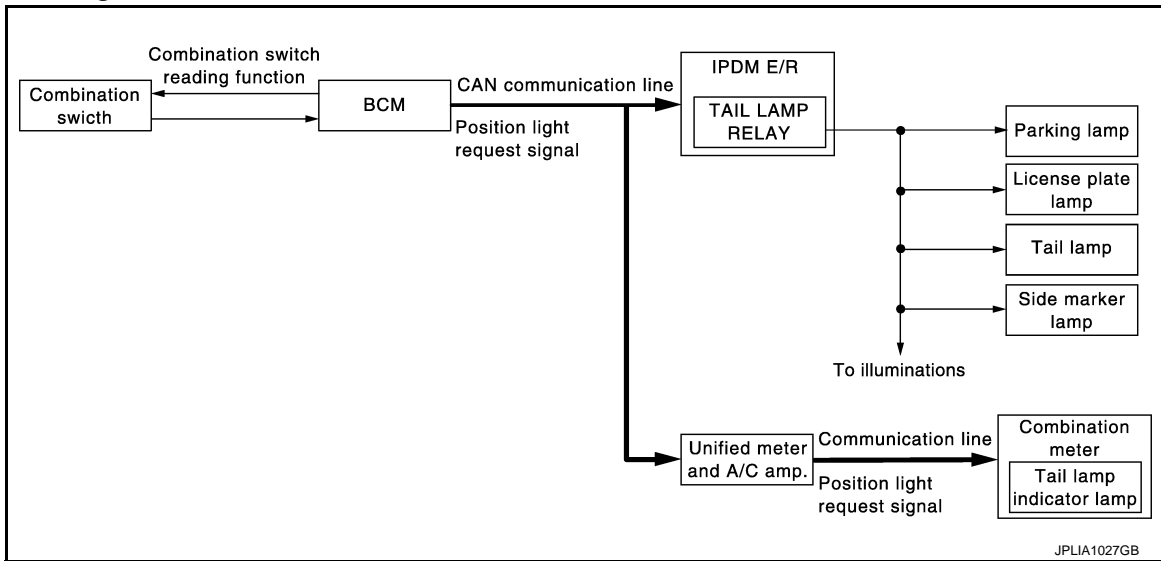 Combination switch
reading function
Combination
swicth
BCM
CAN communication line
Position light
request signal
IPDM E/R
TAIL LAMP
RELAY
Parking lamp
License plate
lamp
Tail lamp
Side marker
lamp
To illuminations
Unified meter
and A/C amp.
Communication line
Position light
request signal
Combination
meter
Tail lamp
indicator lamp
JPLIA1027GB